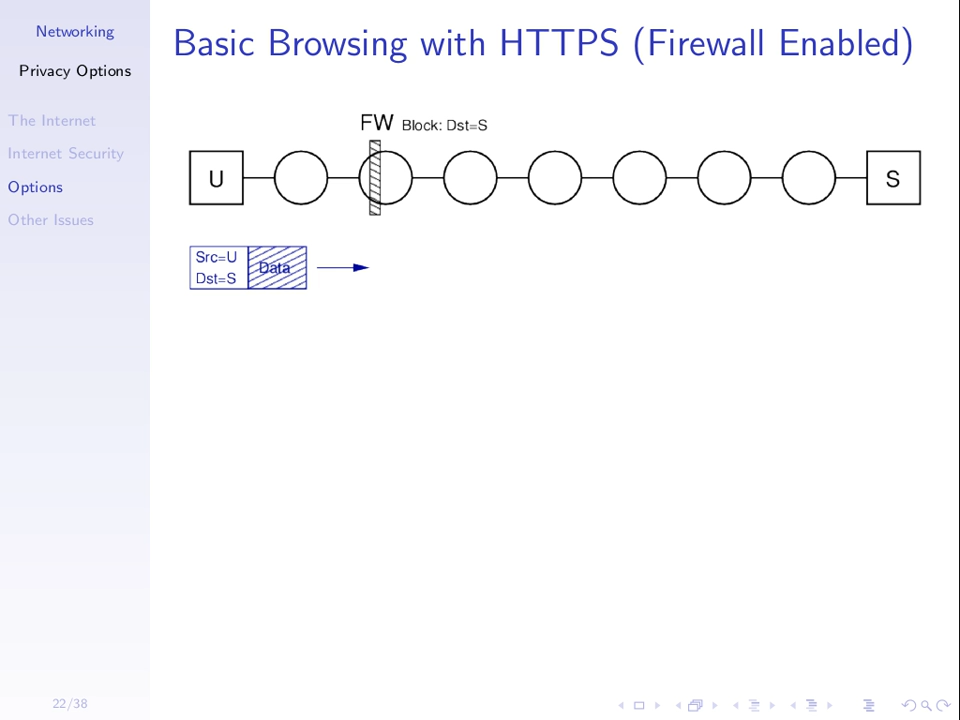 Networking
Privacy Options
The Internet
Internet Security
Options
Other Issues
22/38
Basic Browsing with HTTPS (Firewall Enabled)
FW Block: Dst=S
U
S
Src=U
Dst=S
Data